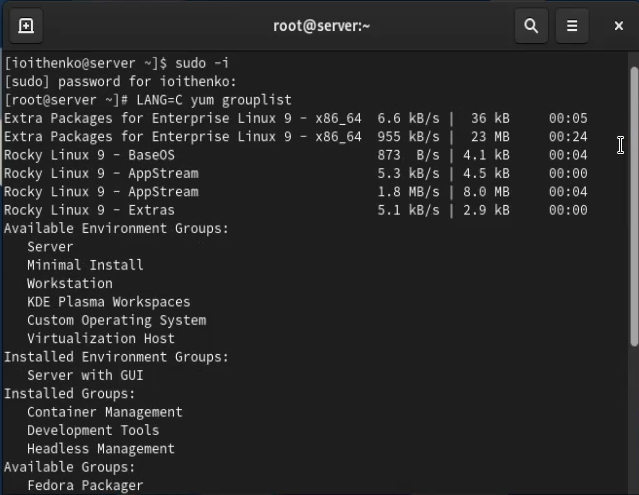 root@server:~
[ioithenko@server ~]$ sudo -i
[sudo] password for ioithenko:
[root@server ~]# LANG=C yum grouplist
Extra Packages for Enterprise Linux 9 - x86_64  6.6 kB/s |  36 kB     00:05
Extra Packages for Enterprise Linux 9 - x86_64  955 kB/s |  23 MB     00:24
Rocky Linux 9 - BaseOS                          873  B/s | 4.1 kB     00:04
Rocky Linux 9 - AppStream                       5.3 kB/s | 4.5 kB     00:00
Rocky Linux 9 - AppStream                       1.8 MB/s | 8.0 MB     00:04
Rocky Linux 9 - Extras                          5.1 kB/s | 2.9 kB     00:00
Available Environment Groups:
   Server
   Minimal Install
   Workstation
   KDE Plasma Workspaces
   Custom Operating System
   Virtualization Host
Installed Environment Groups:
   Server with GUI
Installed Groups:
   Container Management
   Development Tools
   Headless Management
Available Groups:
   Fedora Packager